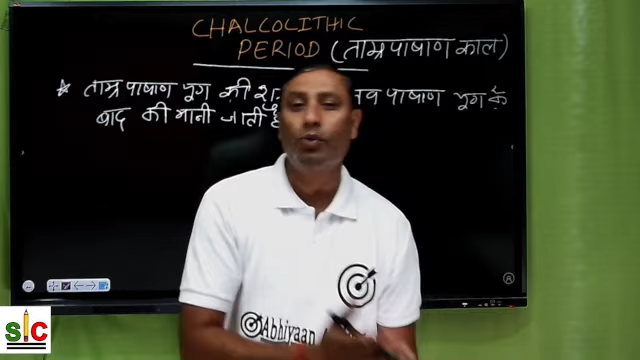 CHALCOLITHIC
PERIOD (ताम्र पाषाण काल)
* ताम्र पाषाण युग की नव पाषाण युग के
बाद की मानी जाती
Abhiyaan
SIC